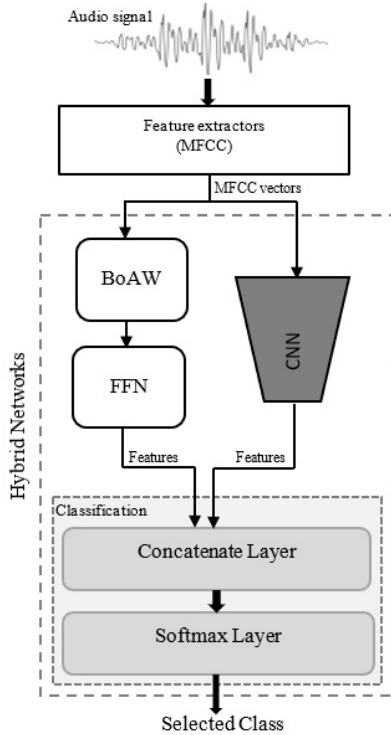 Audio signal
Feature extractors
(MFCC)
MFCC vectors
BoAW
CNN
FFN
Hybrid Networks
Features
Features
Classification
Concatenate Layer
Softmax Layer
Selected Class